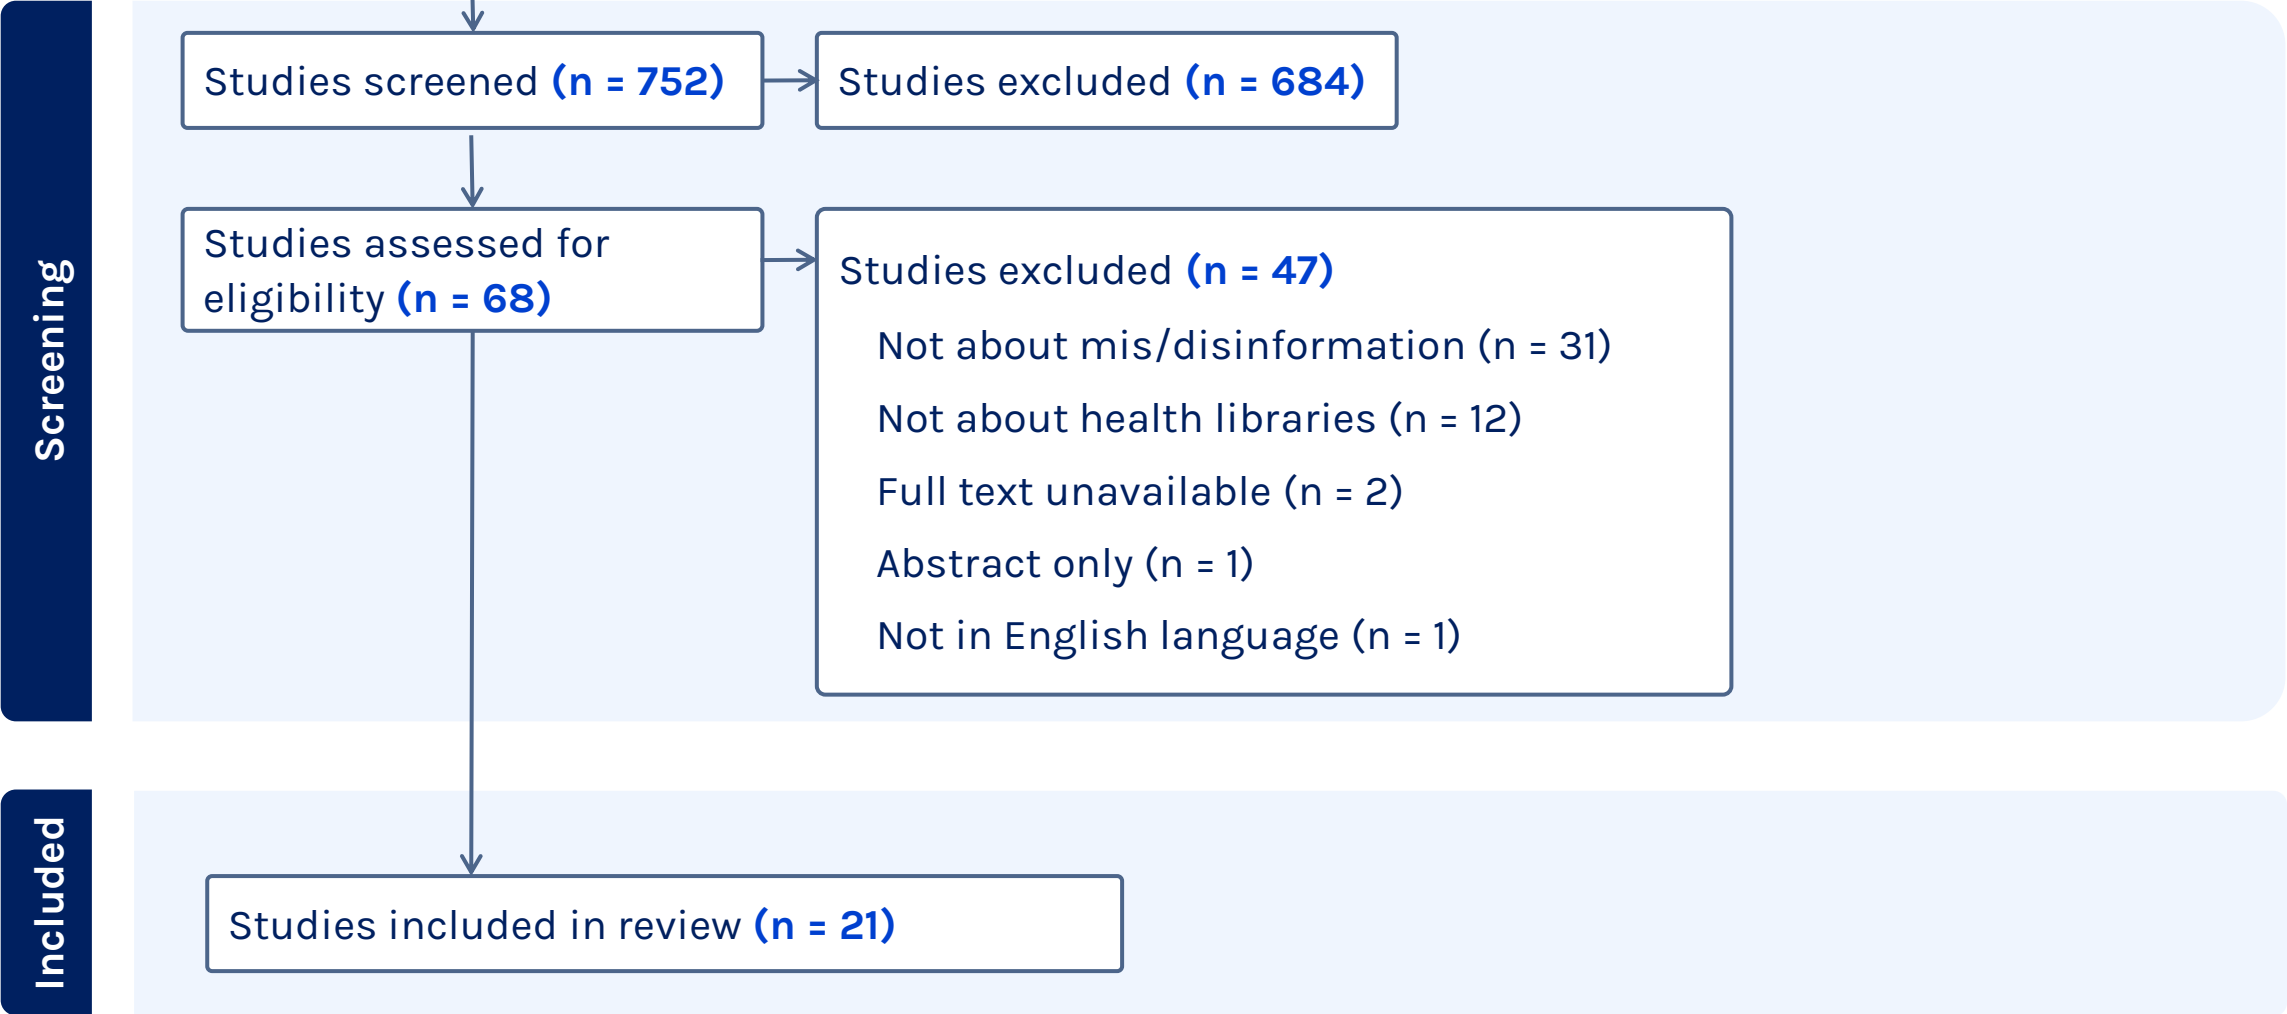 Screening
Studies screened (n = 752)
Studies excluded (n = 684)
Studies assessed for
eligibility (n = 68)
Studies excluded (n = 47)
Not about mis/disinformation (n = 31)
Not about health libraries (n = 12)
Full text unavailable (n = 2)
Abstract only (n = 1)
Not in English language (n = 1)
Included
Studies included in review (n = 21)